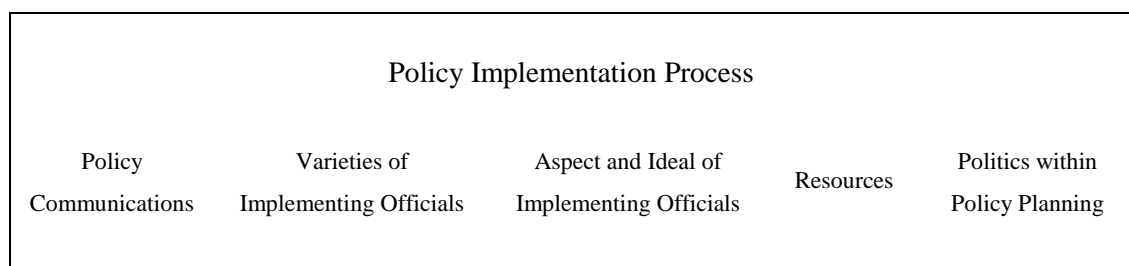 Policy Implementation Process
Policy
Communications
Varieties of
Implementing Officials
Aspect and Ideal of
Implementing Officials
Resources
Politics within
Policy Planning